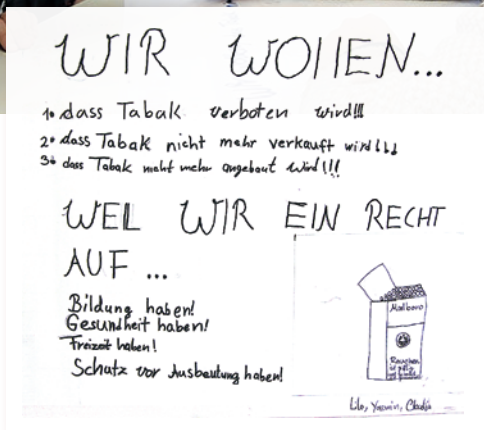 WIR WOllEN...
1. dass Tabak verboten wird!!!
2. dass Tabak nicht mehr verkauft wird!!!
3. dass Tabak nicht mehr angebaut wird!!!
WEL WIR EIN RECHT
AUF ...
Bildung haben!
Gesundheit haben!
Freizeit haben!
Schutz vor Ausbeutung haben!
Malboro
Rauchen
Lilo, Yasmin,